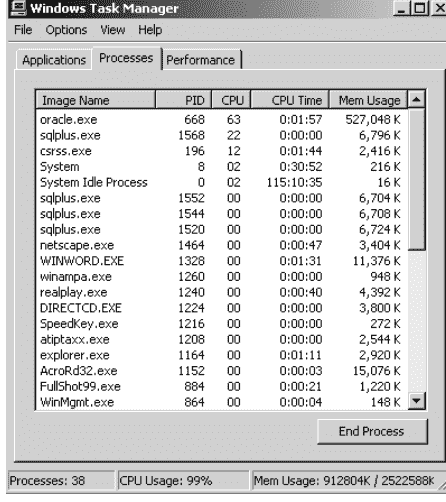 Windows Task Manager
File Options View Help
Applications Processes Performance
Image Name PID CPU CPU Time Mem Usage
oracle.exe 668 63 0:01:57 527,048 K
sqlplus.exe 1568 22 0:00:00 6,796 K
csrss.exe 196 12 0:01:44 2,416 K
System 8 02 0:30:52 216 K
System Idle Process 0 02 115:10:35 16 K
sqlplus.exe 1552 00 0:00:00 6,704 K
sqlplus.exe 1544 00 0:00:00 6,708 K
sqlplus.exe 1520 00 0:00:00 6,724 K
netscape.exe 1464 00 0:00:47 3,404 K
WINWORD.EXE 1328 00 0:01:31 11,376 K
winampa.exe 1260 00 0:00:00 948 K
realplay.exe 1240 00 0:00:40 4,392 K
DIRECTCD.EXE 1224 00 0:00:00 3,800 K
SpeedKey.exe 1216 00 0:00:00 272 K
atiptaxx.exe 1208 00 0:00:00 2,544 K
explorer.exe 1164 00 0:01:11 2,920 K
AcroRd32.exe 1152 00 0:00:03 15,076 K
FullShot99.exe 884 00 0:00:21 1,220 K
WinMgmt.exe 864 00 0:00:04 148 K
End Process
Processes: 38 CPU Usage: 99% Mem Usage: 912804K / 2522588K